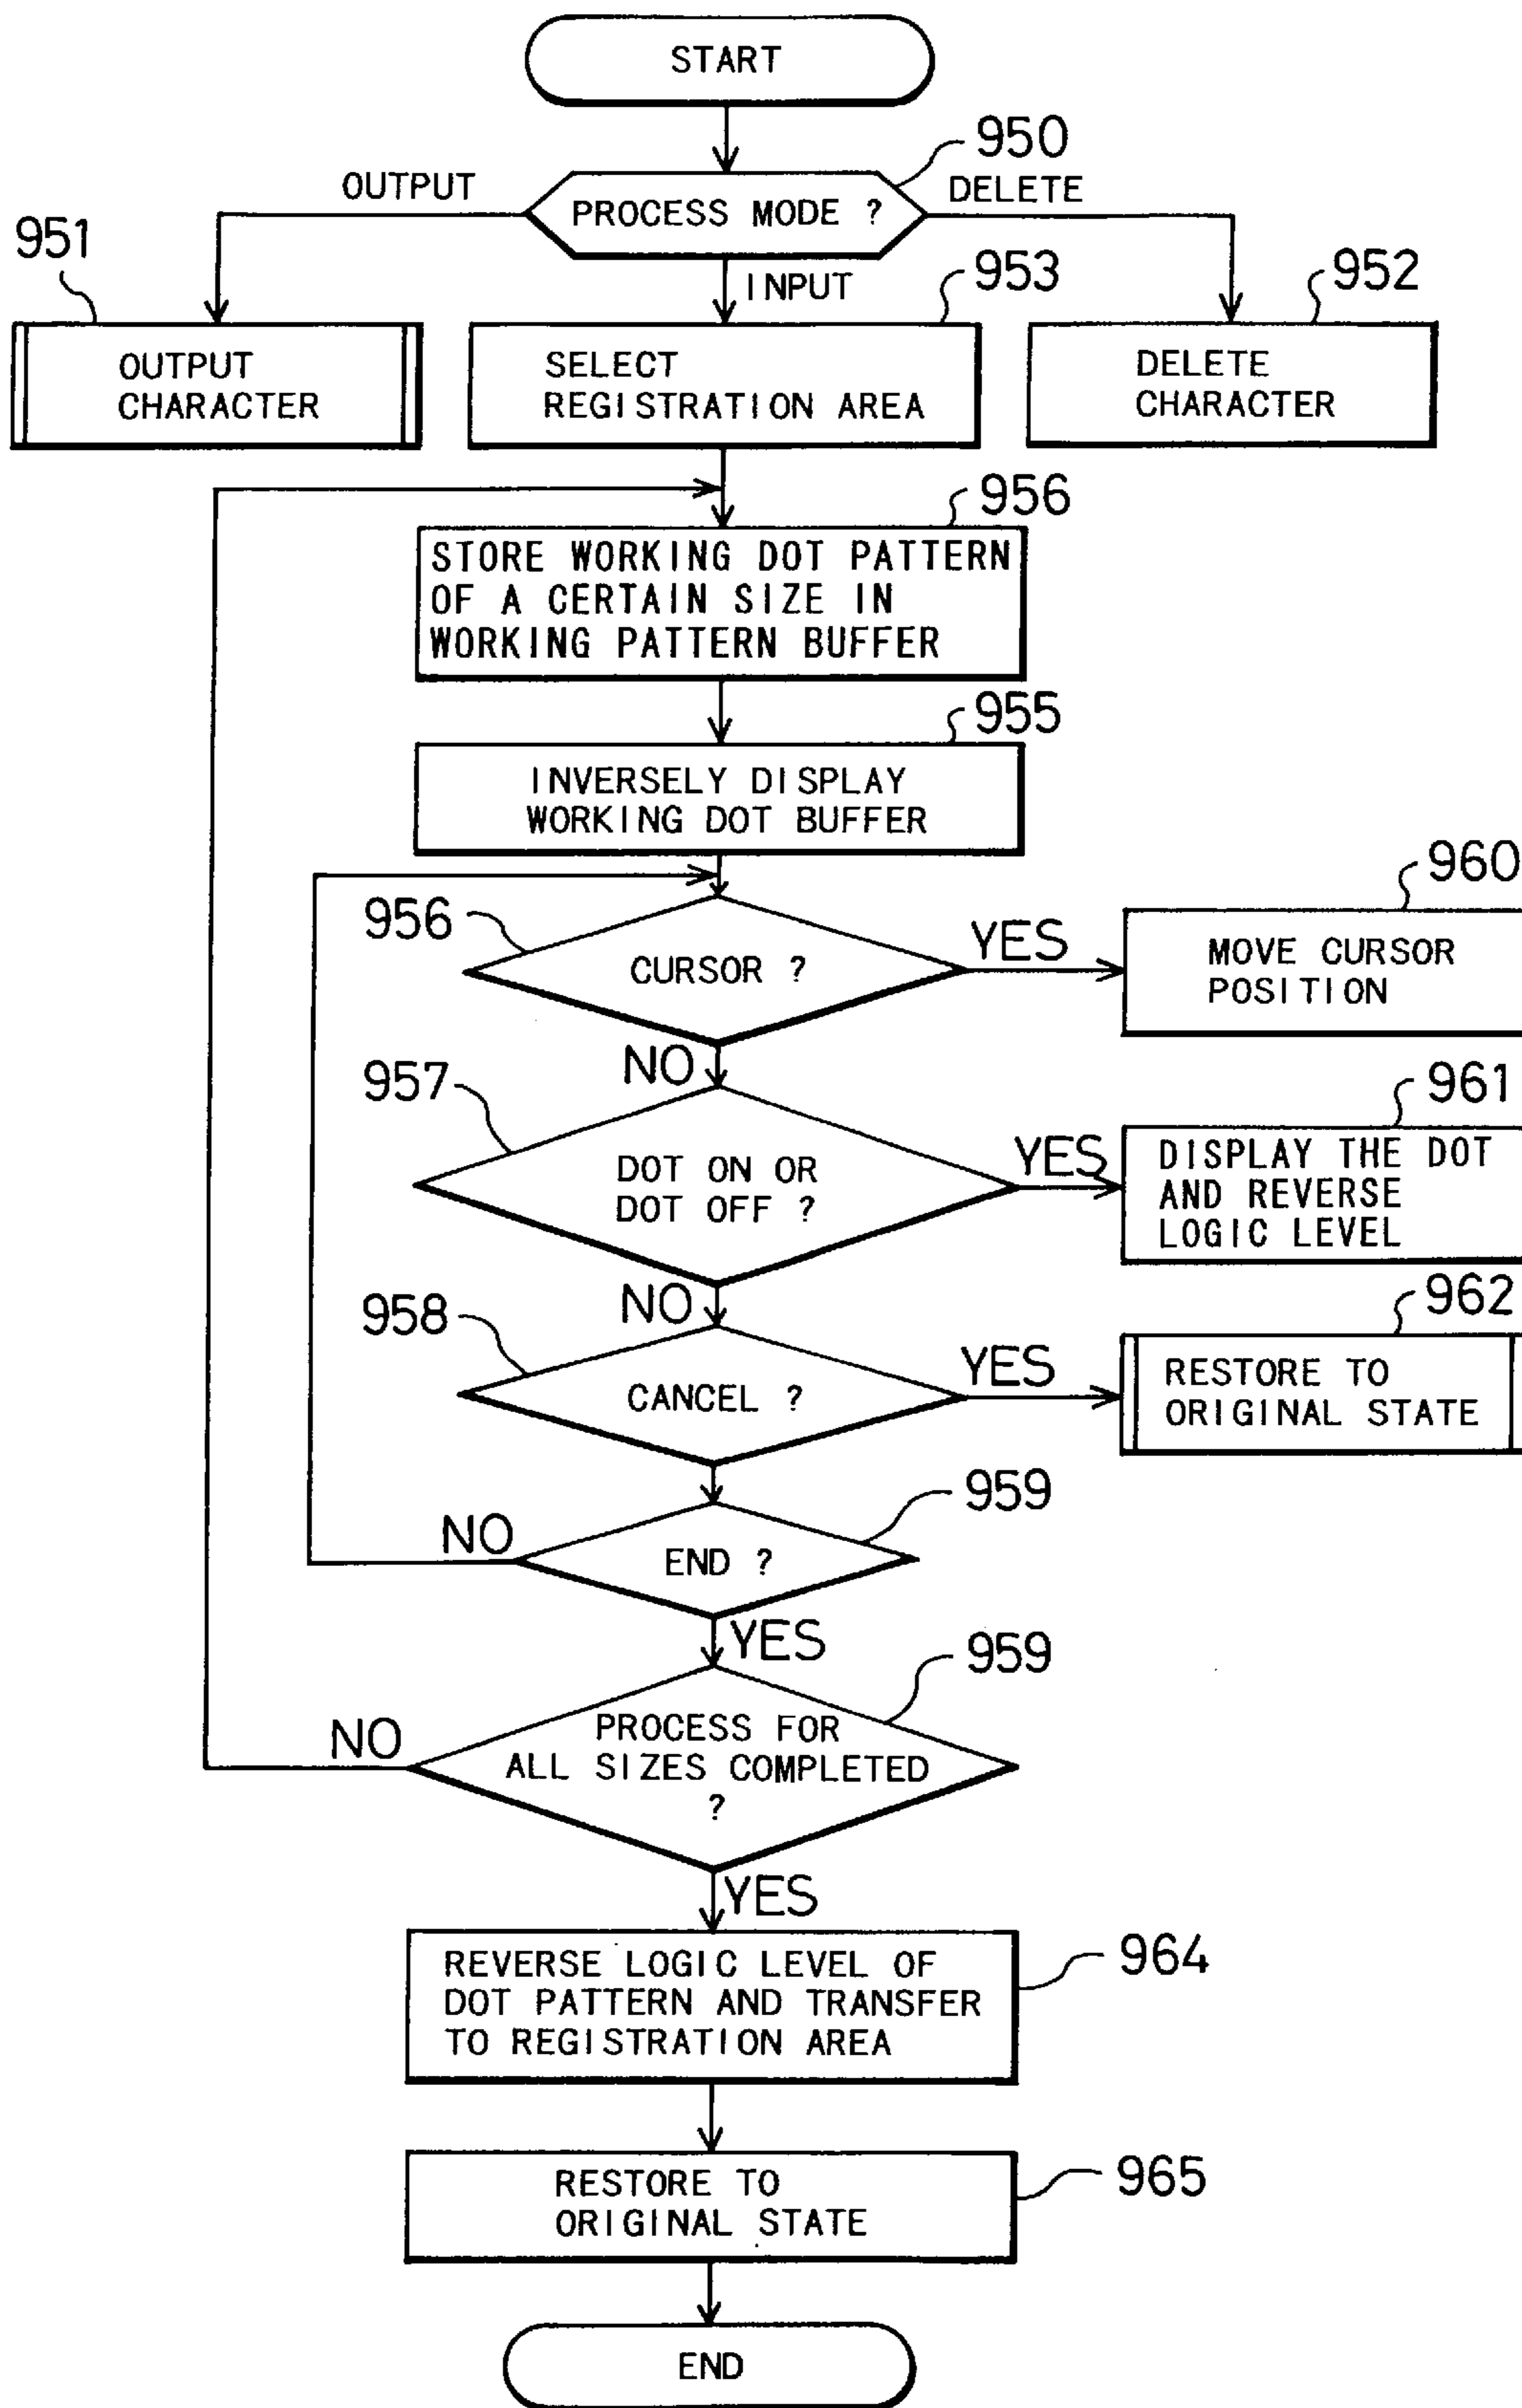 START
950
OUTPUT
DELETE
PROCESS MODE ?
951
INPUT
953
952
OUTPUT
CHARACTER
SELECT
REGISTRATION AREA
DELETE
CHARACTER
956
STORE WORKING DOT PATTERN
OF A CERTAIN SIZE IN
WORKING PATTERN BUFFER
955
INVERSELY DISPLAY
WORKING DOT BUFFER
960
956
CURSOR ?
YES
MOVE CURSOR
POSITION
NO
957
961
DOT ON OR
DOT OFF ?
YES
DISPLAY THE DOT
AND REVERSE
LOGIC LEVEL
NO
958
962
CANCEL ?
YES
RESTORE TO
ORIGINAL STATE
959
NO
END ?
YES
959
NO
PROCESS FOR
ALL SIZES COMPLETED
?
YES
964
REVERSE LOGIC LEVEL OF
DOT PATTERN AND TRANSFER
TO REGISTRATION AREA
965
RESTORE TO
ORIGINAL STATE
END